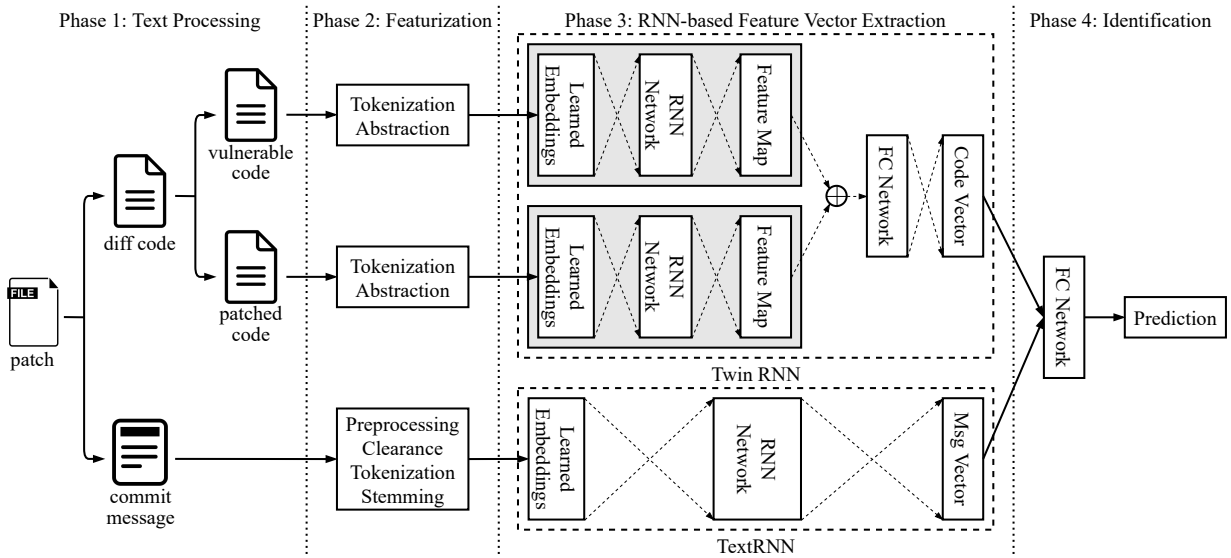 Phase 1: Text Processing
Phase 2: Featurization
Phase 3: RNN-based Feature Vector Extraction
Phase 4: Identification
vulnerable
code
Tokenization
Abstraction
Learned
Embeddings
RNN
Network
Feature Map
diff code
FC Network
Code Vector
patched
code
Tokenization
Abstraction
Learned
Embeddings
RNN
Network
Feature Map
FILE
patch
Twin RNN
FC Network
Prediction
commit
message
Preprocessing
Clearance
Tokenization
Stemming
Learned
Embeddings
RNN
Network
Msg Vector
TextRNN